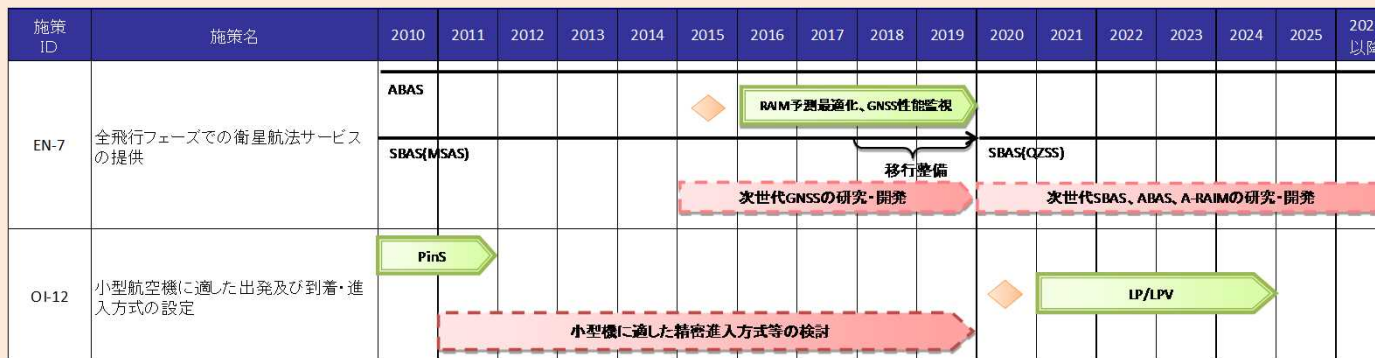 施策
ID
施策名
2010
2011
2012
2013
2014
2015
2016
2017
2018
2019
2020
2021
2022
2023
2024
2025
以降
EN-7
全飛行フェーズでの衛星航法サービス
の提供
ABAS
RAIM予測最適化、GNSS性能監視
SBAS(MSAS)
SBAS(QZSS)
移行整備
次世代GNSSの研究・開発
次世代SBAS、ABAS、A-RAIMの研究・開発
OI-12
小型航空機に適した出発及び到着・進
入方式の設定
PinS
LP/LPV
小型機に適した精密進入方式等の検討